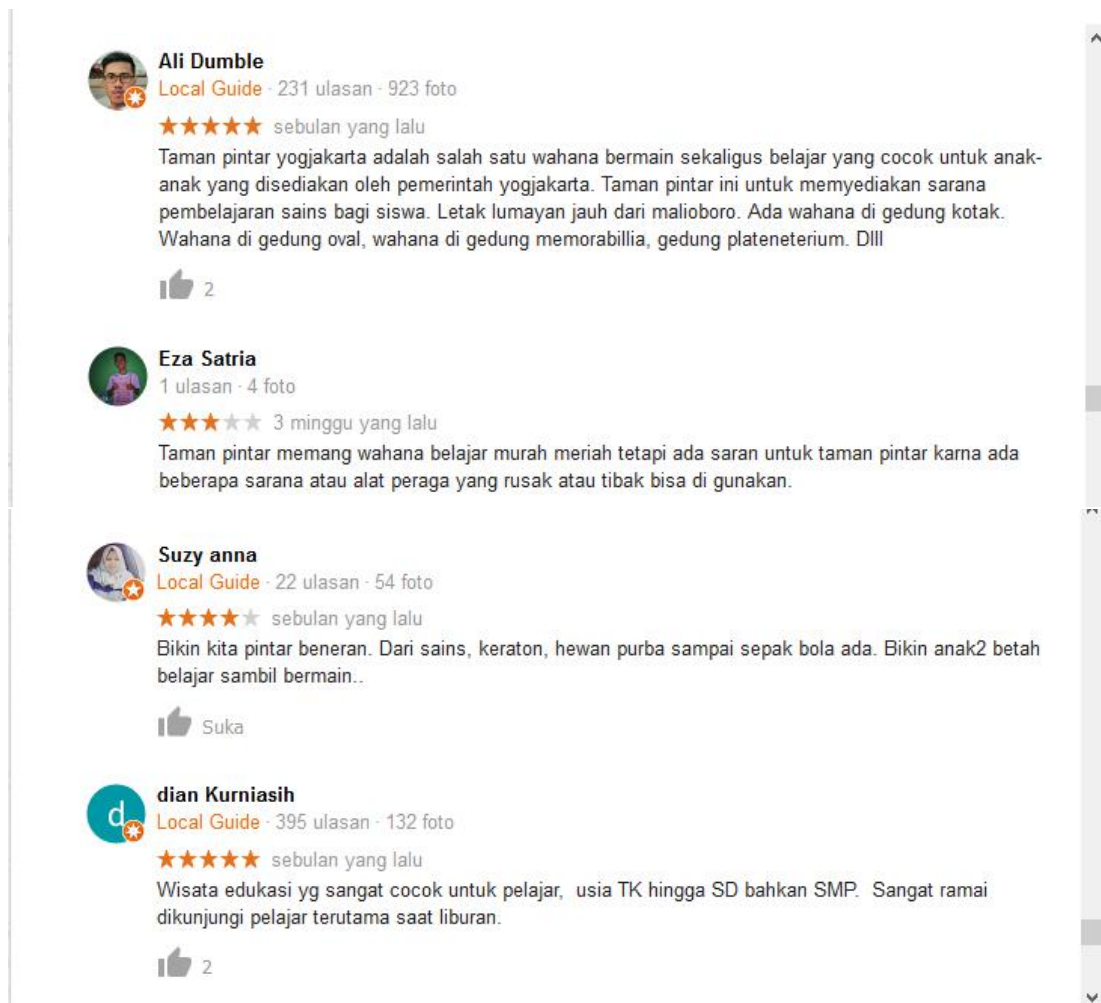 Ali Dumble
Local Guide · 231 ulasan · 923 foto
sebulan yang lalu
Taman pintar yogjakarta adalah salah satu wahana bermain sekaligus belajar yang cocok untuk anak-
anak yang disediakan oleh pemerintah yogjakarta. Taman pintar ini untuk memyediakan sarana
pembelajaran sains bagi siswa. Letak lumayan jauh dari malioboro. Ada wahana di gedung kotak.
Wahana di gedung oval, wahana di gedung memorabillia, gedung plateneterium. Dlll
2
Eza Satria
1 ulasan · 4 foto
3 minggu yang lalu
Taman pintar memang wahana belajar murah meriah tetapi ada saran untuk taman pintar karna ada
beberapa sarana atau alat peraga yang rusak atau tibak bisa di gunakan.
Suzy anna
Local Guide · 22 ulasan · 54 foto
sebulan yang lalu
Bikin kita pintar beneran. Dari sains, keraton, hewan purba sampai sepak bola ada. Bikin anak2 betah
belajar sambil bermain..
Suka
d
dian Kurniasih
Local Guide · 395 ulasan · 132 foto
sebulan yang lalu
Wisata edukasi yg sangat cocok untuk pelajar,  usia TK hingga SD bahkan SMP.  Sangat ramai
dikunjungi pelajar terutama saat liburan.
2